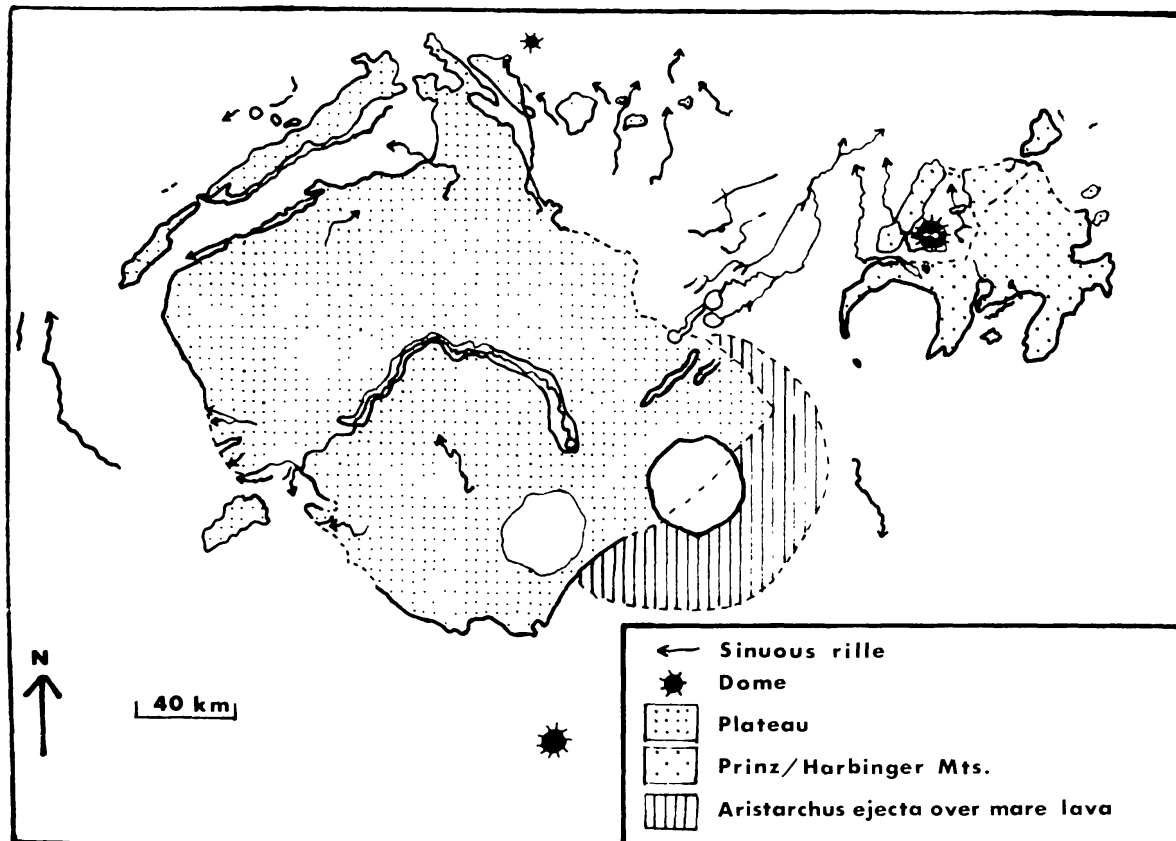 N
40 km
Sinuous rille
Dome
Plateau
Prinz/Harbinger Mts.
Aristarchus ejecta over mare lava